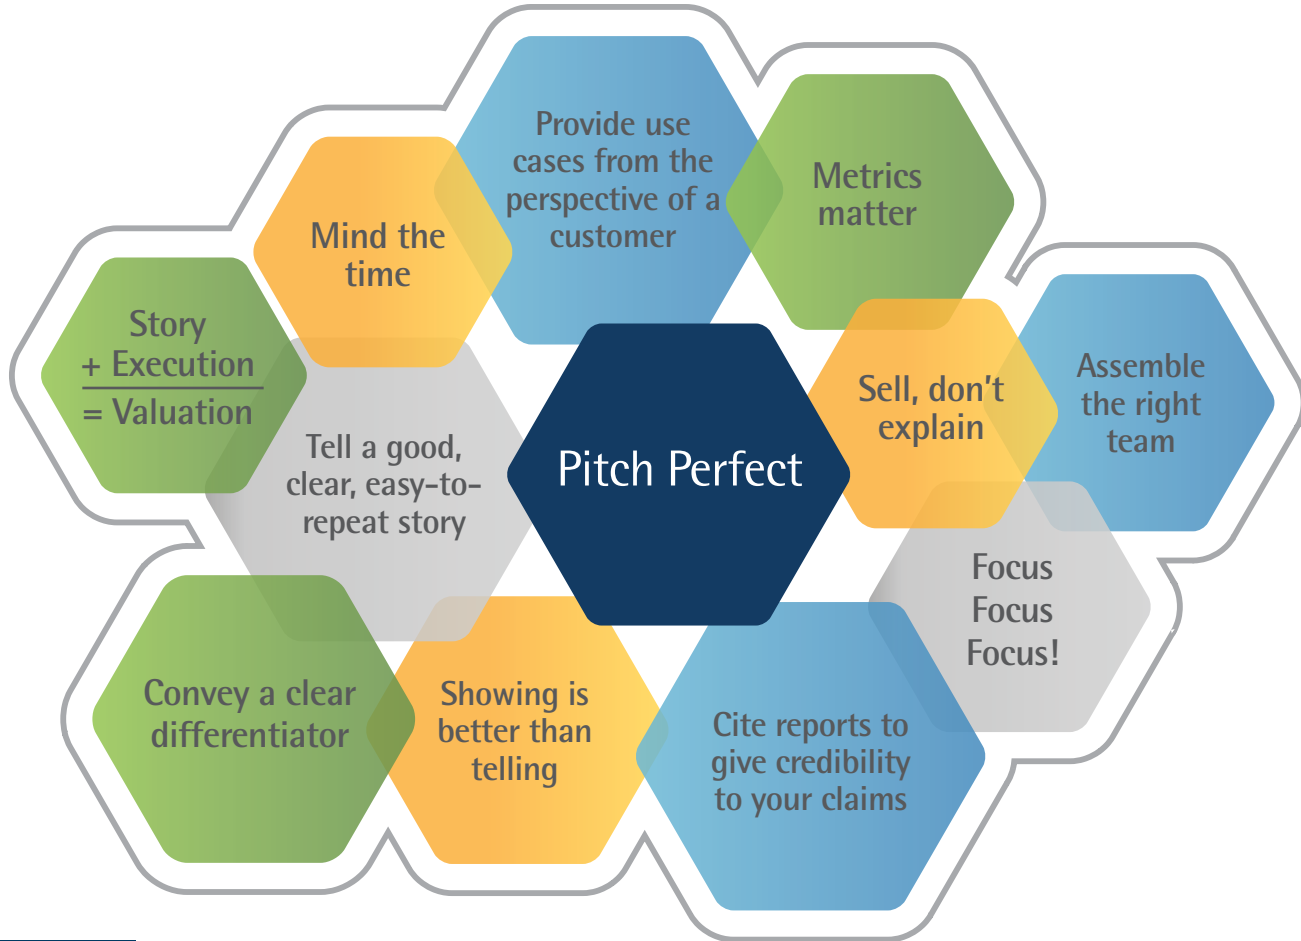 Provide use
cases from the
perspective of a
customer
Metrics
matter
Mind the
time
Story
+ Execution
= Valuation
Tell a good,
clear, easy-to-
repeat story
Pitch Perfect
Sell, don't
explain
Assemble
the right
team
Focus
Focus
Focus!
Convey a clear
differentiator
Showing is
better than
telling
Cite reports to
give credibility
to your claims